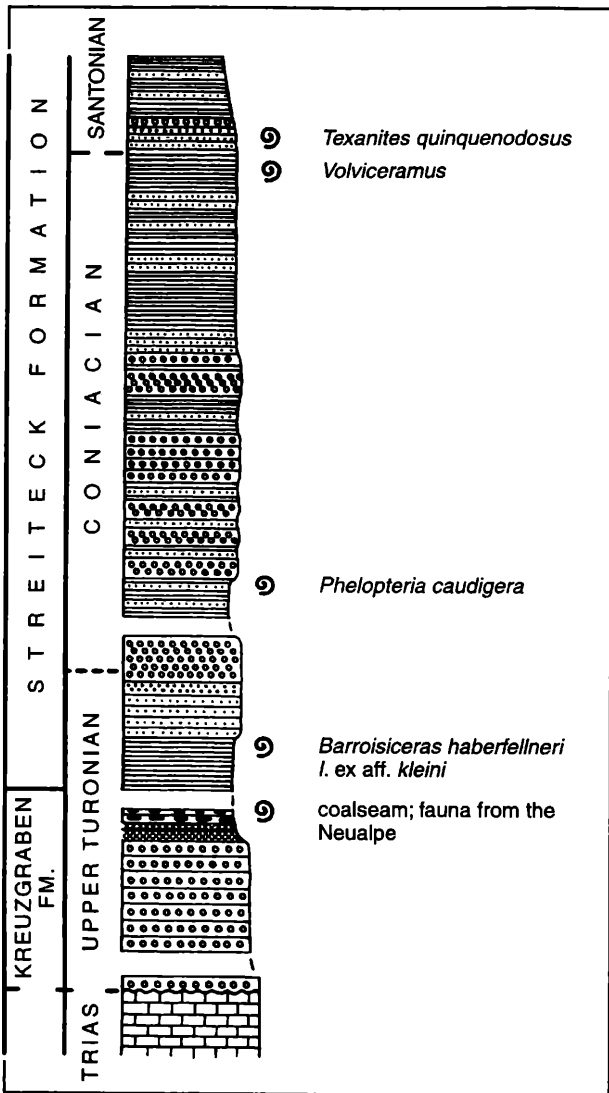 STREITECK FORMATION
KREUZGRABEN
FM.
SANTONIAN
CONIACIAN
UPPER TURONIAN
TRIAS
Texanites quinquenodosus
Volviceramus
Phelopteria caudigera
Barroisiceras haberfellneri
I. ex aff. kleini
coalseam; fauna from the
Neualpe